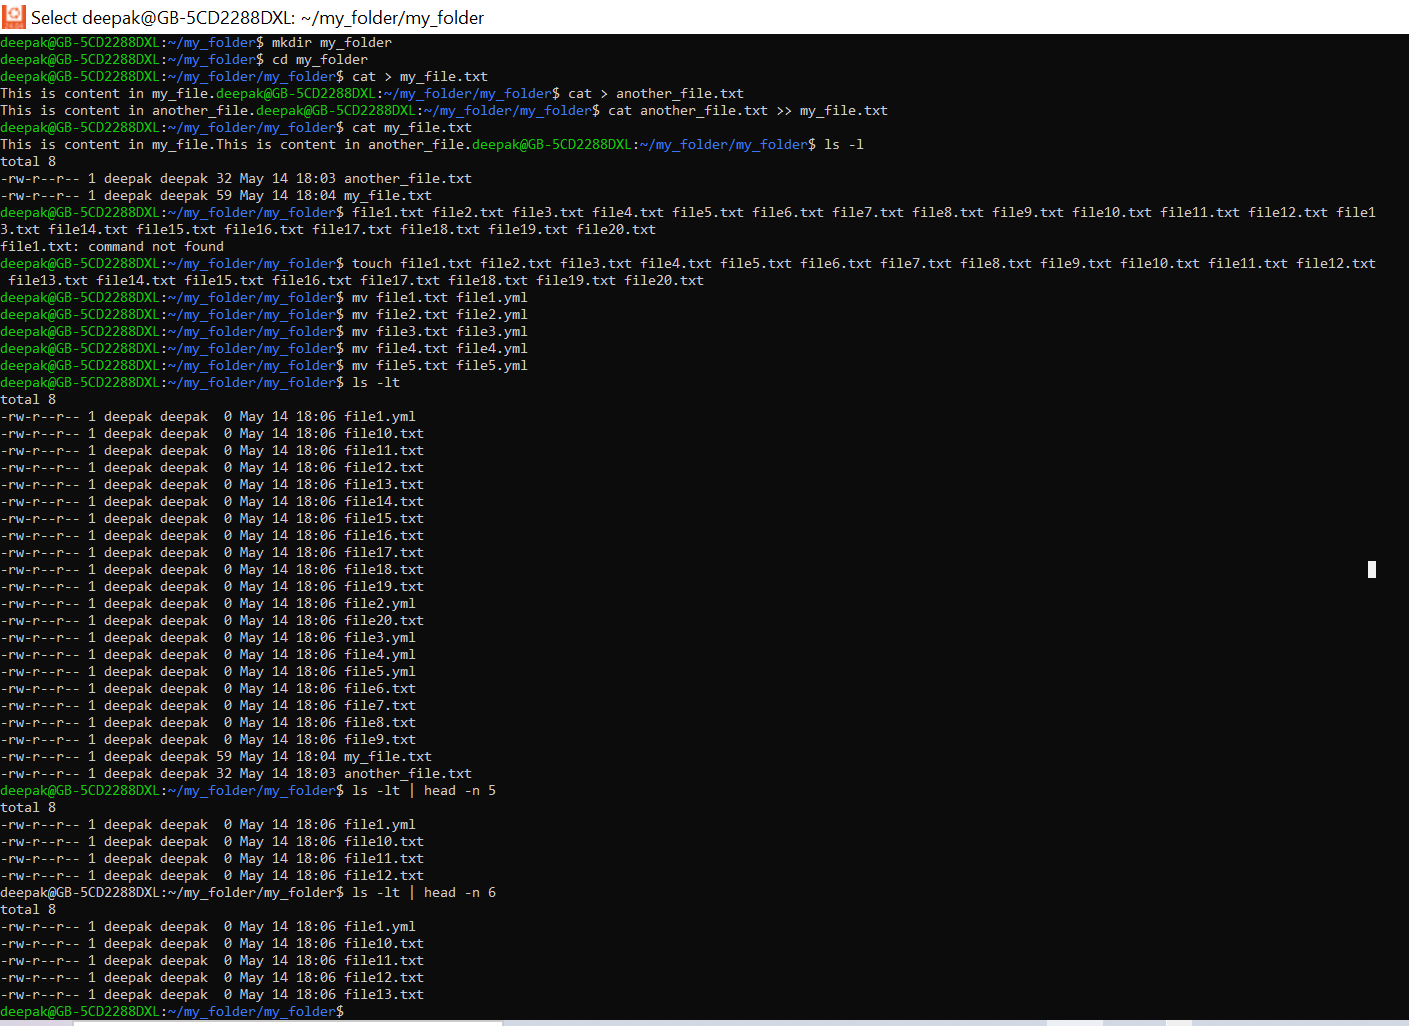 Select deepak@GB-5CD2288DXL: ~/my_folder/my_folder
deepak@GB-5CD2288DXL:~/my_folder$ mkdir my_folder
deepak@GB-5CD2288DXL:~/my_folder$ cd my_folder
deepak@GB-5CD2288DXL:~/my_folder/my_folder$ cat > my_file.txt
This is content in my_file.deepak@GB-5CD2288DXL:~/my_folder/my_folder$ cat > another_file.txt
This is content in another_file.deepak@GB-5CD2288DXL:~/my_folder/my_folder$ cat another_file.txt >> my_file.txt
deepak@GB-5CD2288DXL:~/my_folder/my_folder$ cat my_file.txt
This is content in my_file.This is content in another_file.deepak@GB-5CD2288DXL:~/my_folder/my_folder$ ls -l
total 8
-rw-r--r-- 1 deepak deepak 32 May 14 18:03 another_file.txt
-rw-r--r-- 1 deepak deepak 59 May 14 18:04 my_file.txt
deepak@GB-5CD2288DXL:~/my_folder/my_folder$ file1.txt file2.txt file3.txt file4.txt file5.txt file6.txt file7.txt file8.txt file9.txt file10.txt file11.txt file12.txt file1
3.txt file14.txt file15.txt file16.txt file17.txt file18.txt file19.txt file20.txt
file1.txt: command not found
deepak@GB-5CD2288DXL:~/my_folder/my_folder$ touch file1.txt file2.txt file3.txt file4.txt file5.txt file6.txt file7.txt file8.txt file9.txt file10.txt file11.txt file12.txt
 file13.txt file14.txt file15.txt file16.txt file17.txt file18.txt file19.txt file20.txt
deepak@GB-5CD2288DXL:~/my_folder/my_folder$ mv file1.txt file1.yml
deepak@GB-5CD2288DXL:~/my_folder/my_folder$ mv file2.txt file2.yml
deepak@GB-5CD2288DXL:~/my_folder/my_folder$ mv file3.txt file3.yml
deepak@GB-5CD2288DXL:~/my_folder/my_folder$ mv file4.txt file4.yml
deepak@GB-5CD2288DXL:~/my_folder/my_folder$ mv file5.txt file5.yml
deepak@GB-5CD2288DXL:~/my_folder/my_folder$ ls -lt
total 8
-rw-r--r-- 1 deepak deepak  0 May 14 18:06 file1.yml
-rw-r--r-- 1 deepak deepak  0 May 14 18:06 file10.txt
-rw-r--r-- 1 deepak deepak  0 May 14 18:06 file11.txt
-rw-r--r-- 1 deepak deepak  0 May 14 18:06 file12.txt
-rw-r--r-- 1 deepak deepak  0 May 14 18:06 file13.txt
-rw-r--r-- 1 deepak deepak  0 May 14 18:06 file14.txt
-rw-r--r-- 1 deepak deepak  0 May 14 18:06 file15.txt
-rw-r--r-- 1 deepak deepak  0 May 14 18:06 file16.txt
-rw-r--r-- 1 deepak deepak  0 May 14 18:06 file17.txt
-rw-r--r-- 1 deepak deepak  0 May 14 18:06 file18.txt
-rw-r--r-- 1 deepak deepak  0 May 14 18:06 file19.txt
-rw-r--r-- 1 deepak deepak  0 May 14 18:06 file2.yml
-rw-r--r-- 1 deepak deepak  0 May 14 18:06 file20.txt
-rw-r--r-- 1 deepak deepak  0 May 14 18:06 file3.yml
-rw-r--r-- 1 deepak deepak  0 May 14 18:06 file4.yml
-rw-r--r-- 1 deepak deepak  0 May 14 18:06 file5.yml
-rw-r--r-- 1 deepak deepak  0 May 14 18:06 file6.txt
-rw-r--r-- 1 deepak deepak  0 May 14 18:06 file7.txt
-rw-r--r-- 1 deepak deepak  0 May 14 18:06 file8.txt
-rw-r--r-- 1 deepak deepak  0 May 14 18:06 file9.txt
-rw-r--r-- 1 deepak deepak 59 May 14 18:04 my_file.txt
-rw-r--r-- 1 deepak deepak 32 May 14 18:03 another_file.txt
deepak@GB-5CD2288DXL:~/my_folder/my_folder$ ls -lt | head -n 5
total 8
-rw-r--r-- 1 deepak deepak  0 May 14 18:06 file1.yml
-rw-r--r-- 1 deepak deepak  0 May 14 18:06 file10.txt
-rw-r--r-- 1 deepak deepak  0 May 14 18:06 file11.txt
-rw-r--r-- 1 deepak deepak  0 May 14 18:06 file12.txt
deepak@GB-5CD2288DXL:~/my_folder/my_folder$ ls -lt | head -n 6
total 8
-rw-r--r-- 1 deepak deepak  0 May 14 18:06 file1.yml
-rw-r--r-- 1 deepak deepak  0 May 14 18:06 file10.txt
-rw-r--r-- 1 deepak deepak  0 May 14 18:06 file11.txt
-rw-r--r-- 1 deepak deepak  0 May 14 18:06 file12.txt
-rw-r--r-- 1 deepak deepak  0 May 14 18:06 file13.txt
deepak@GB-5CD2288DXL:~/my_folder/my_folder$